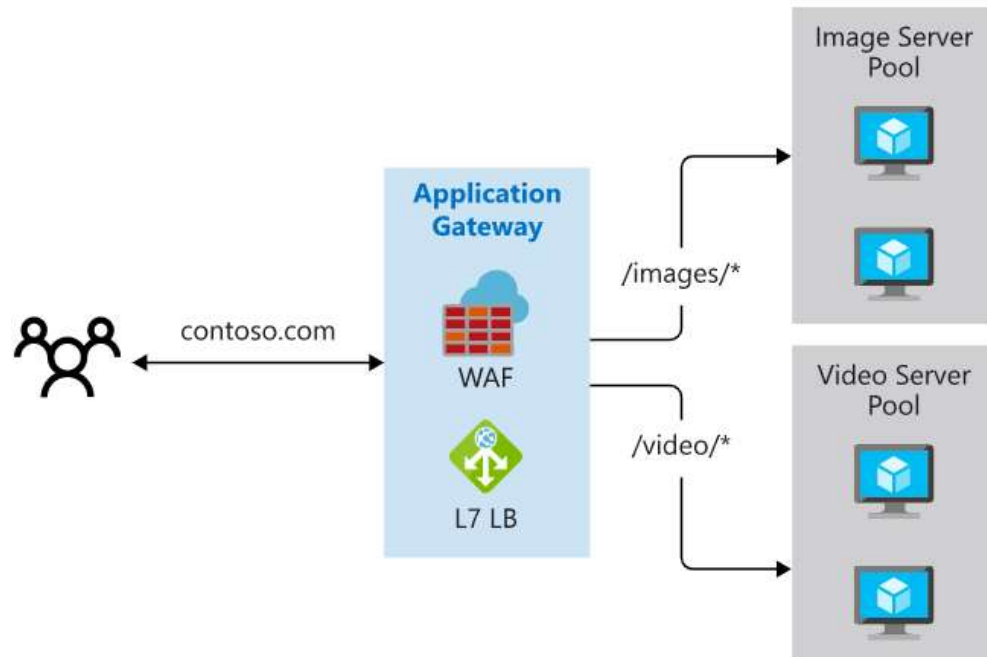 Image Server
Pool
Application
Gateway
/images/*
contoso.com
WAF
Video Server
Pool
/video/*
L7 LB